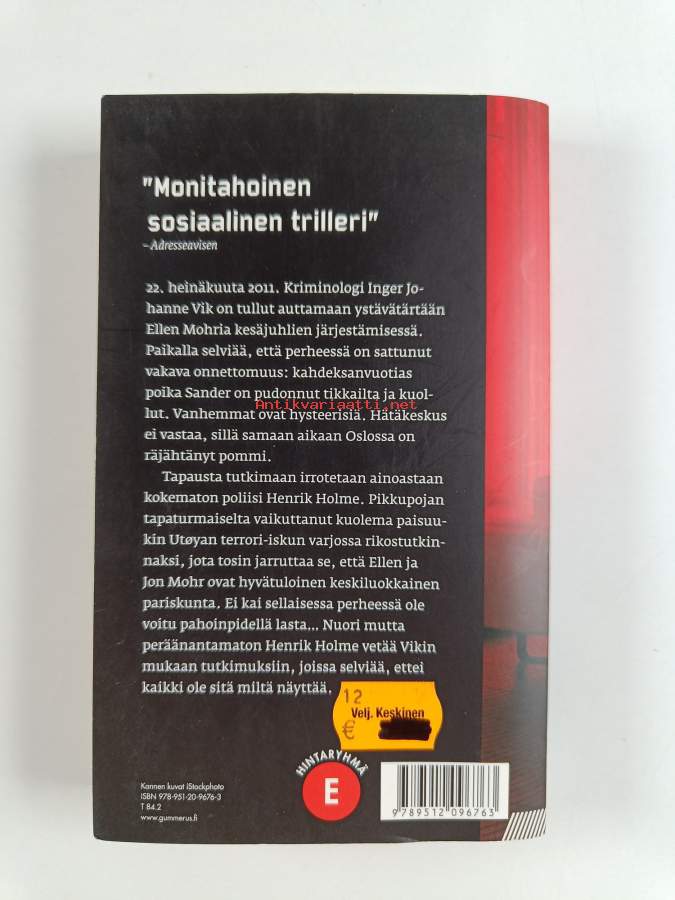 "Monitahoinen
sosiaalinen trilleri"
– Adresseavisen
22. heinäkuuta 2011. Kriminologi Inger Jo-
hanne Vik on tullut auttamaan ystävätärtään
Ellen Mohria kesäjuhlien järjestämisessä.
Paikalla selviää, että perheessä on sattunut
vakava onnettomuus: kahdeksanvuotias
poika Sander on pudonnut tikkailta ja kuol-
Antikvariaatti.net
lut. Vanhemmat ovat hysteerisiä. Hätäkeskus
ei vastaa, sillä samaan aikaan Oslossa on
räjähtänyt pommi.
Tapausta tutkimaan irrotetaan ainoastaan
kokematon poliisi Henrik Holme. Pikkupojan
tapaturmaiselta vaikuttanut kuolema paisuu-
kin Utøyan terrori-iskun varjossa rikostutkin-
naksi, jota tosin jarruttaa se, että Ellen ja
Jon Mohr ovat hyvätuloinen keskiluokkainen
pariskunta. Ei kai sellaisessa perheessä ole
voitu pahoinpidellä lasta... Nuori mutta
peräänantamaton Henrik Holme vetää Vikin
mukaan tutkimuksiin, joissa selviää, ettei
kaikki ole sitä miltä näyttää.
12
Velj. Keskinen
€
HINTARYHMÄ
E
Kannen kuvat iStockphoto
ISBN 978-951-20-9676-3
T 84.2
www.gummerus.fi
9789512096763